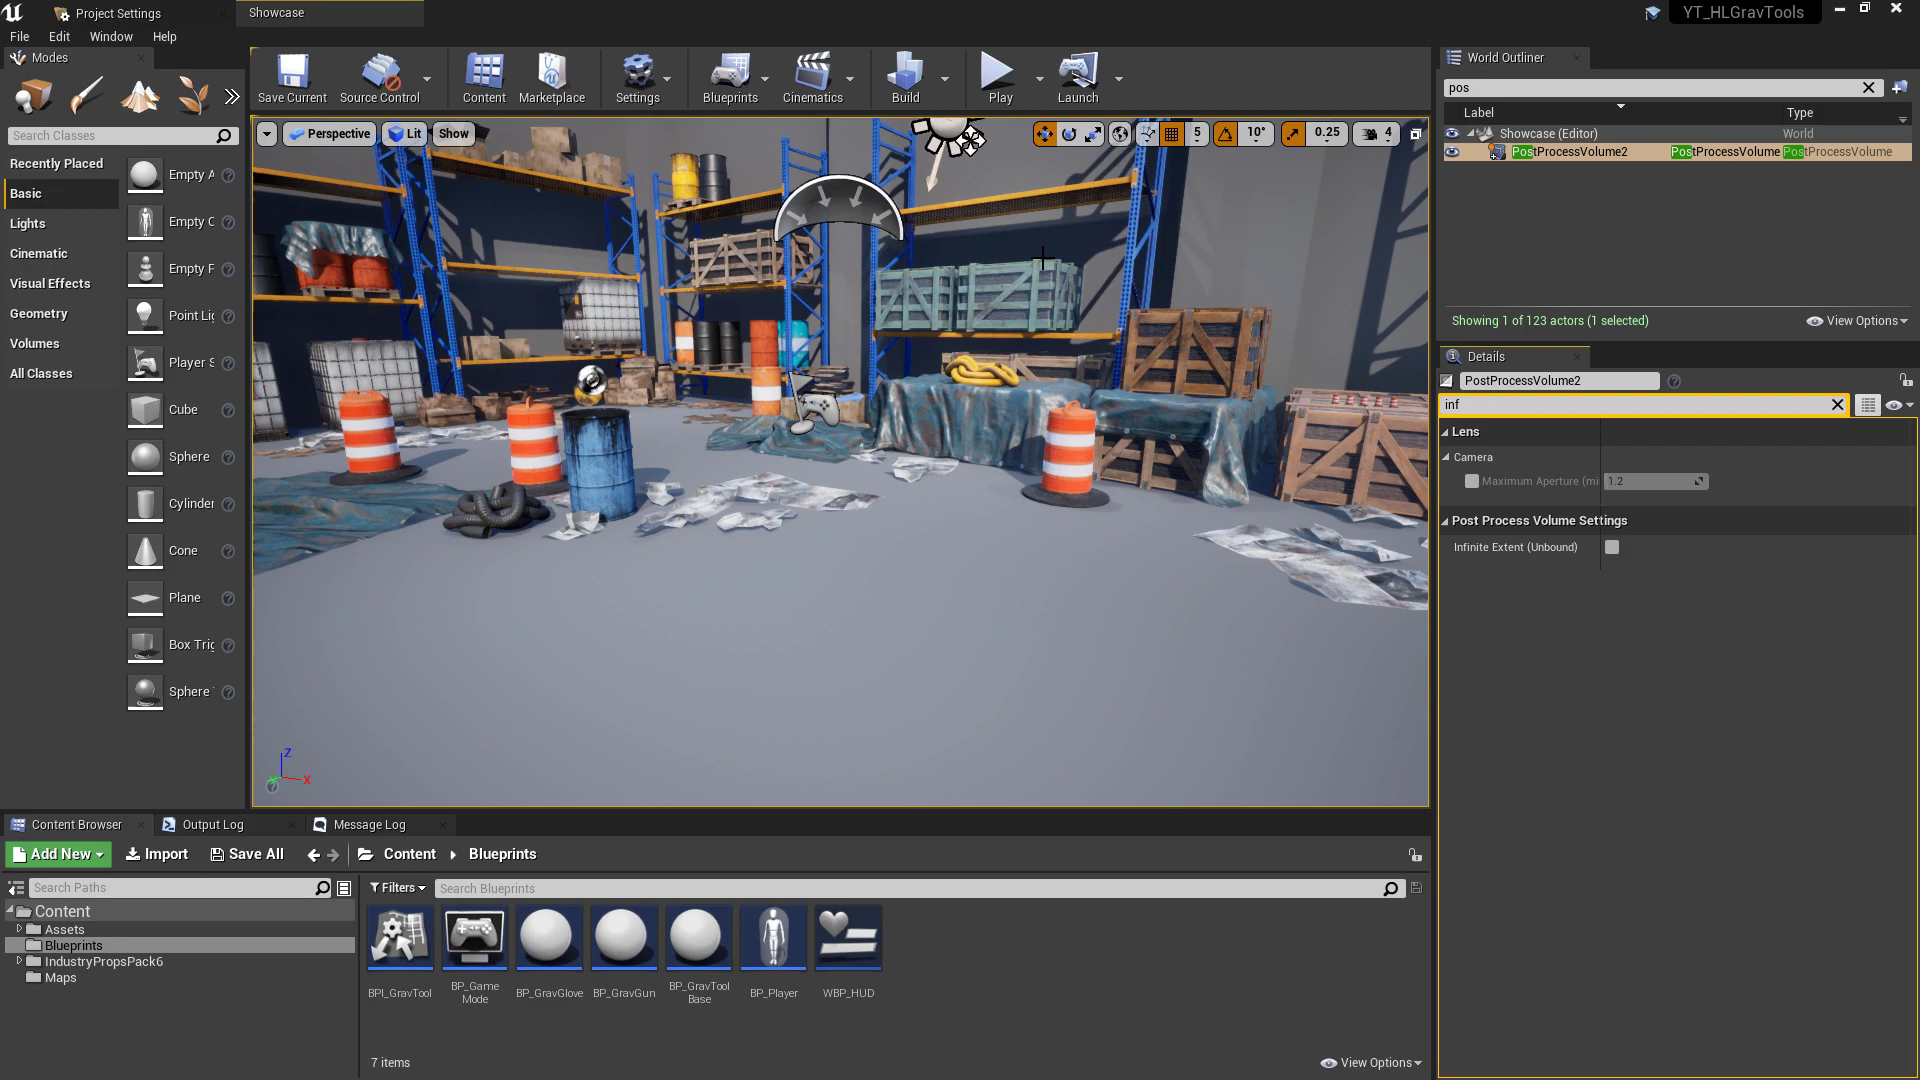 Project Settings
Showcase
YT_HLGravTools
File Edit Window Help
Modes
Save Current
Source Control
Content
Marketplace
Settings
Blueprints
Cinematics
Build
Play
Launch
World Outliner
pos
Label Type
Showcase (Editor) World
PostProcessVolume2 PostProcessVolume PostProcessVolume
Showing 1 of 123 actors (1 selected) View Options
Search Classes
Recently Placed
Basic
Lights
Cinematic
Visual Effects
Geometry
Volumes
All Classes
Empty A
Empty C
Empty P
Point Lig
Player S
Cube
Sphere
Cylinder
Cone
Plane
Box Trig
Sphere
Perspective Lit Show
5 10° 0.25 4
Z
X
Details
PostProcessVolume2
inf
Lens
Camera
Maximum Aperture (mi 1.2
Post Process Volume Settings
Infinite Extent (Unbound)
Content Browser Output Log Message Log
Add New Import Save All Content Blueprints
Search Paths
Content
Assets
Blueprints
IndustryPropsPack6
Maps
Filters Search Blueprints
BPI_GravTool
BP_Game
Mode
BP_GravGlove
BP_GravGun
BP_GravTool
Base
BP_Player
WBP_HUD
7 items View Options